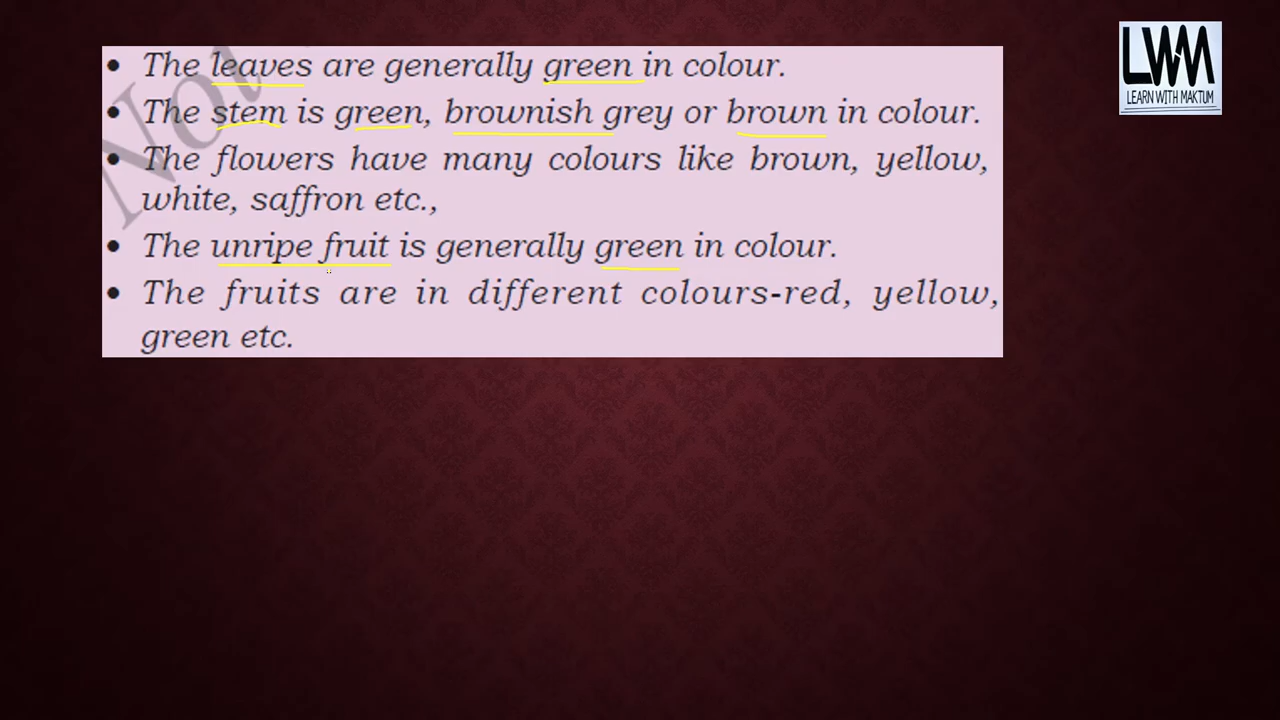 The leaves are generally green in colour.
The stem is green, brownish grey or brown in colour.
The flowers have many colours like brown, yellow,
white, saffron etc.,
The unripe fruit is generally green in colour.
The fruits are in different colours-red, yellow,
green etc.
Not
LWM
LEARN WITH MAKTUM